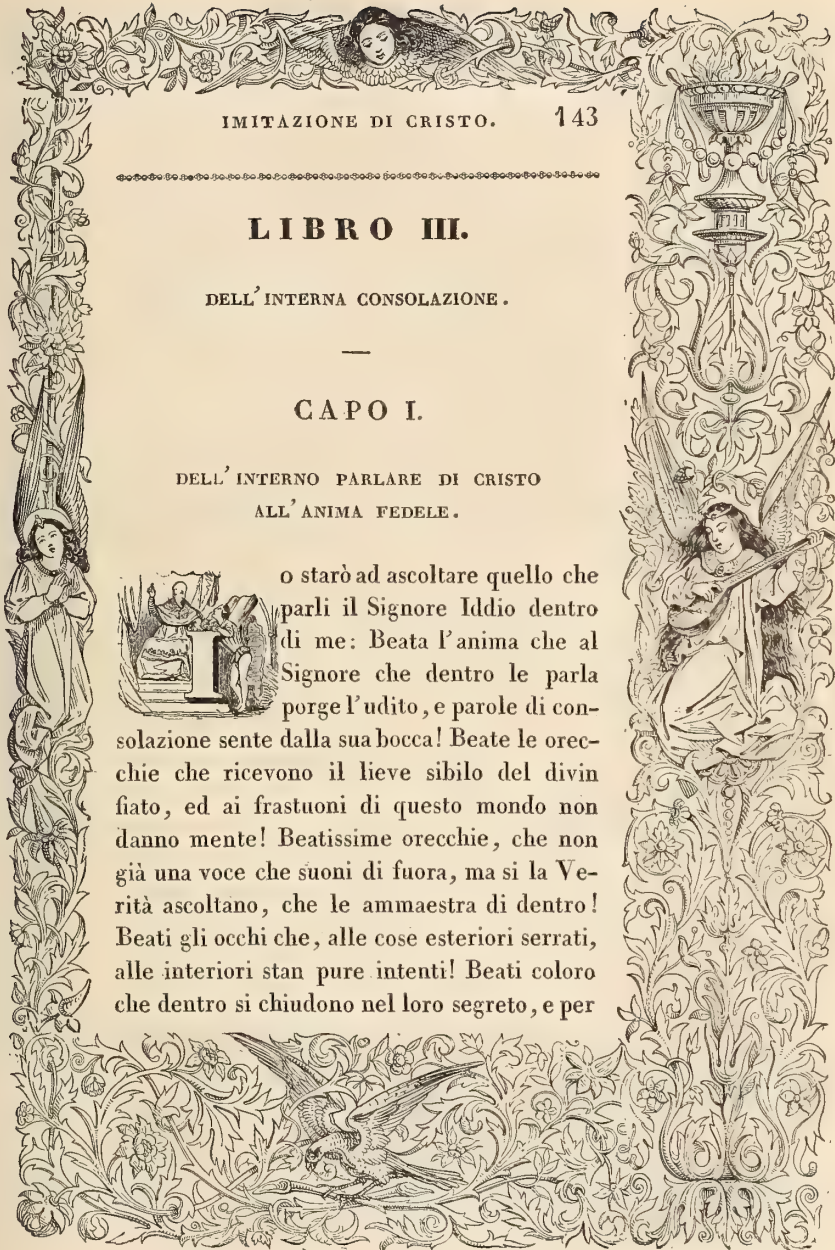 IMITAZIONE DI CRISTO. 143
LIBRO III.
DELL' INTERNA CONSOLAZIONE.
CAPO I.
DELL' INTERNO PARLARE DI CRISTO
ALL' ANIMA FEDELE.
Io starò ad ascoltare quello che
parli il Signore Iddio dentro
di me: Beata l'anima che al
Signore che dentro le parla
porge l'udito, e parole di con-
solazione sente dalla sua bocca! Beate le orec-
chie che ricevono il lieve sibilo del divin
fiato, ed ai frastuoni di questo mondo non
danno mente! Beatissime orecchie, che non
già una voce che suoni di fuora, ma si la Ve-
rità ascoltano, che le ammaestra di dentro!
Beati gli occhi che, alle cose esteriori serrati,
alle interiori stan pure intenti! Beati coloro
che dentro si chiudono nel loro segreto, e per